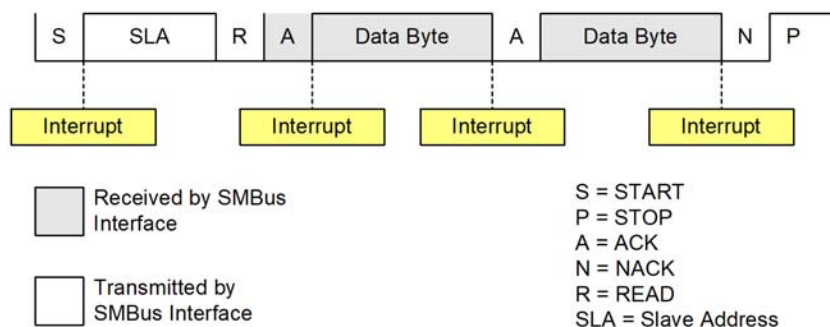 S SLA R A Data Byte A Data Byte N P
Interrupt Interrupt Interrupt Interrupt
Received by SMBus
Interface
Transmitted by
SMBus Interface
S = START
P = STOP
A = ACK
N = NACK
R = READ
SLA = Slave Address